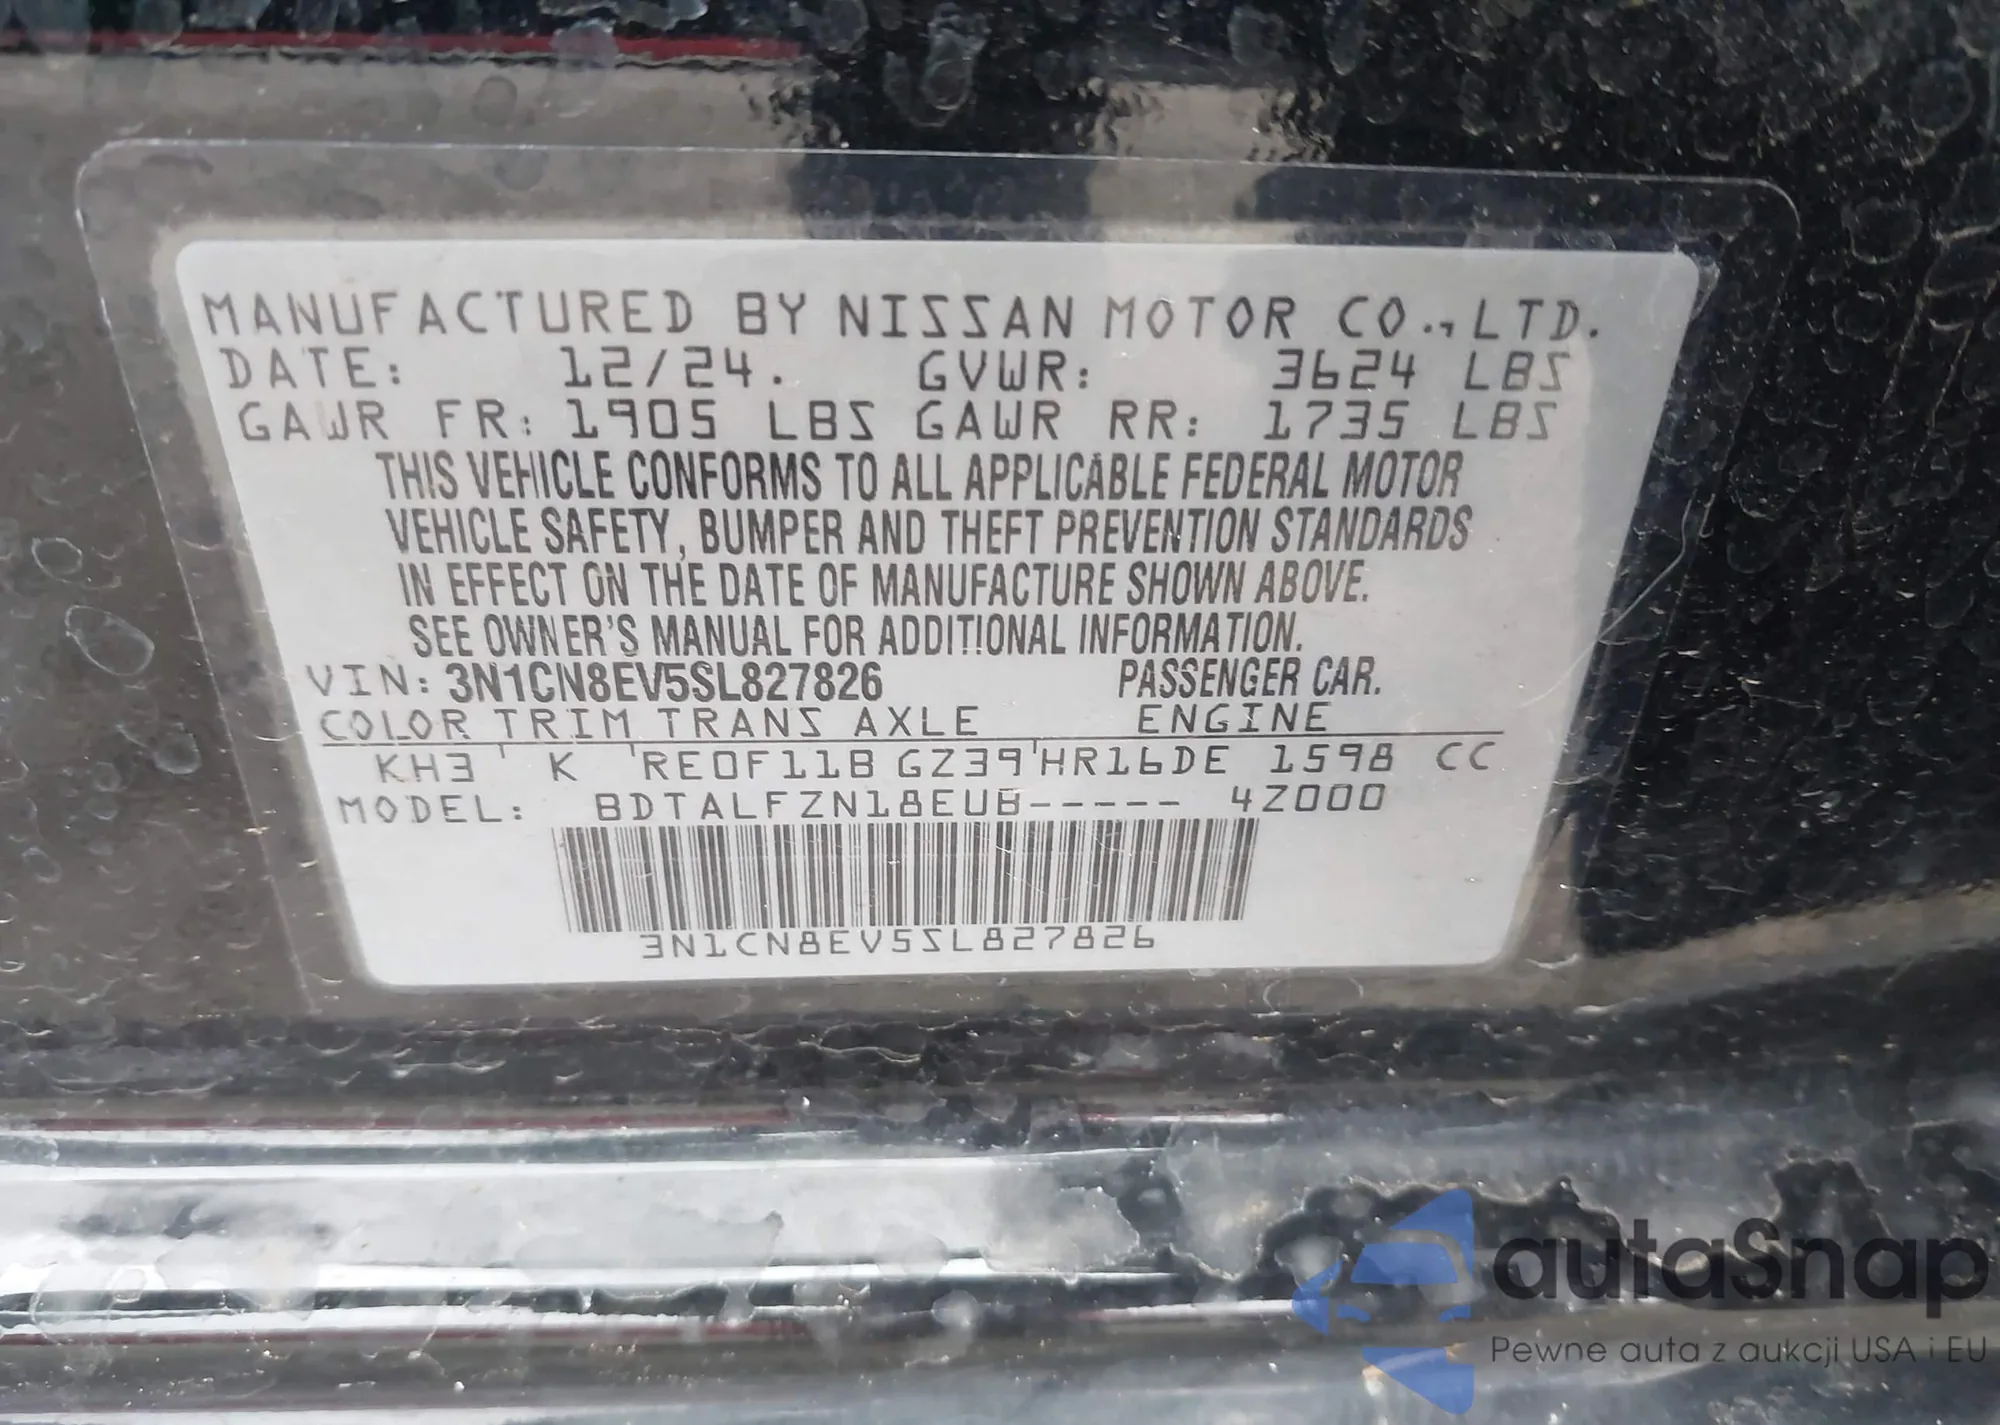 MANUFACTURED BY NISSAN MOTOR CO., LTD.
DATE: 12/24. GVWR: 3624 LBS
GAWR FR: 1905 LBS GAWR RR: 1735 LBS
THIS VEHICLE CONFORMS TO ALL APPLICABLE FEDERAL MOTOR
VEHICLE SAFETY, BUMPER AND THEFT PREVENTION STANDARDS
IN EFFECT ON THE DATE OF MANUFACTURE SHOWN ABOVE.
SEE OWNER'S MANUAL FOR ADDITIONAL INFORMATION.
VIN: 3N1CN8EV5SL827826 PASSENGER CAR.
COLOR TRIM TRANS AXLE ENGINE
KH3 ' K 'RE0F11B GZ39'HR16DE 1598 CC
MODEL: BDTALFZN18EUB----- 4Z000
3N1CN8EV5SL827826
autaSnap
Pewne auta z aukcji USA i EU